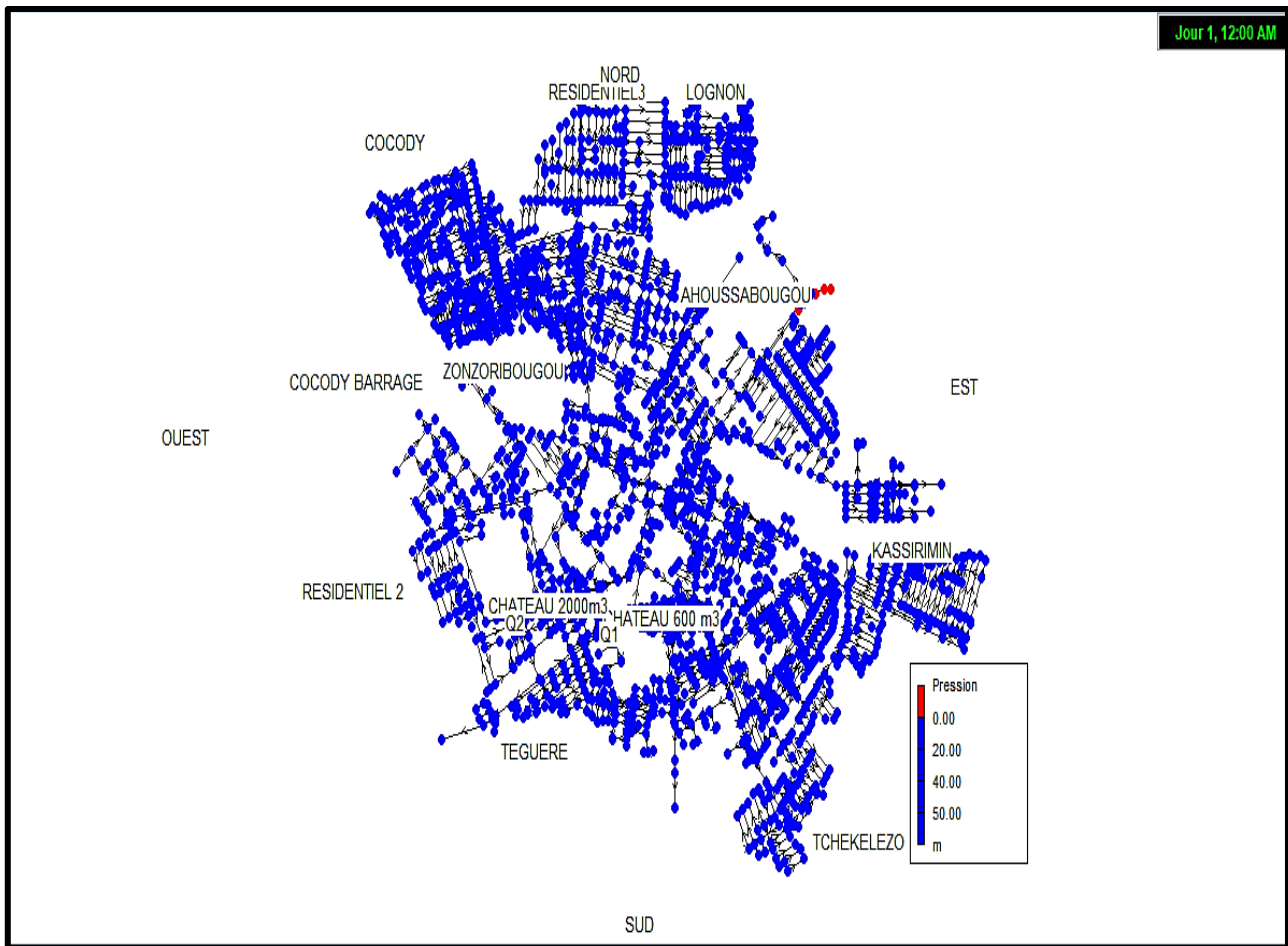 Jour 1, 12:00 AM
NORD
RESIDENTIEL3
LOGNON
COCODY
AHOUSSABOUGOU
COCODY BARRAGE
ZONZORIBOUGOU
EST
OUEST
KASSIRIMIN
RESIDENTIEL 2
CHATEAU 2000m3
HATEAU 600 m3
Q2
Q1
Pression
0.00
20.00
40.00
50.00
m
TEGUERE
TCHEKELEZO
SUD